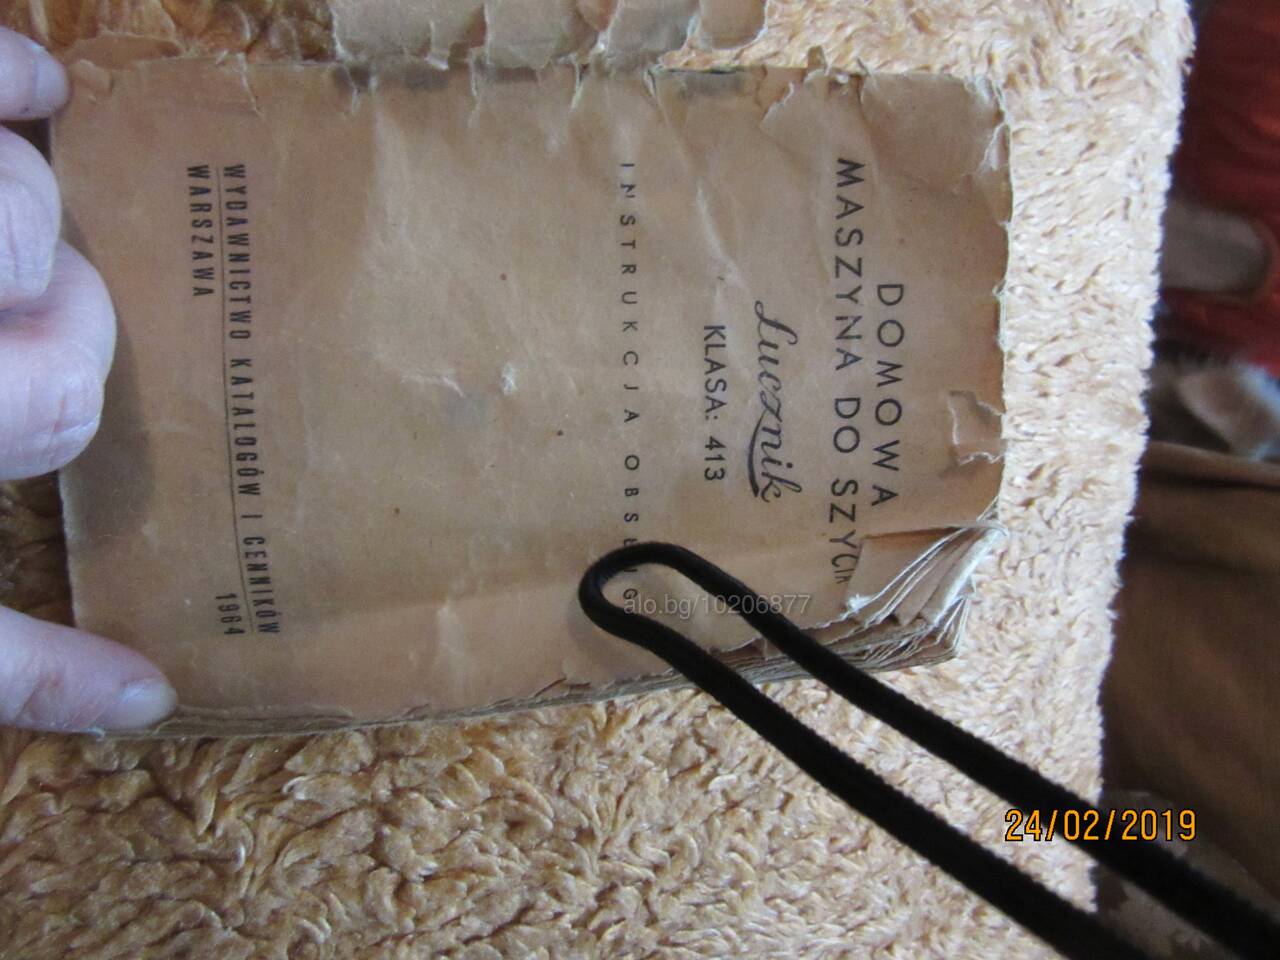 DOMOWA
MASZYNA DO SZYCIA
Łucznik
KLASA: 413
INSTRUKCJA OBSŁUGI
WYDAWNICTWO KATALOGÓW I CENNIKÓW
WARSZAWA 1964
alo.bg/10206877
24/02/2019